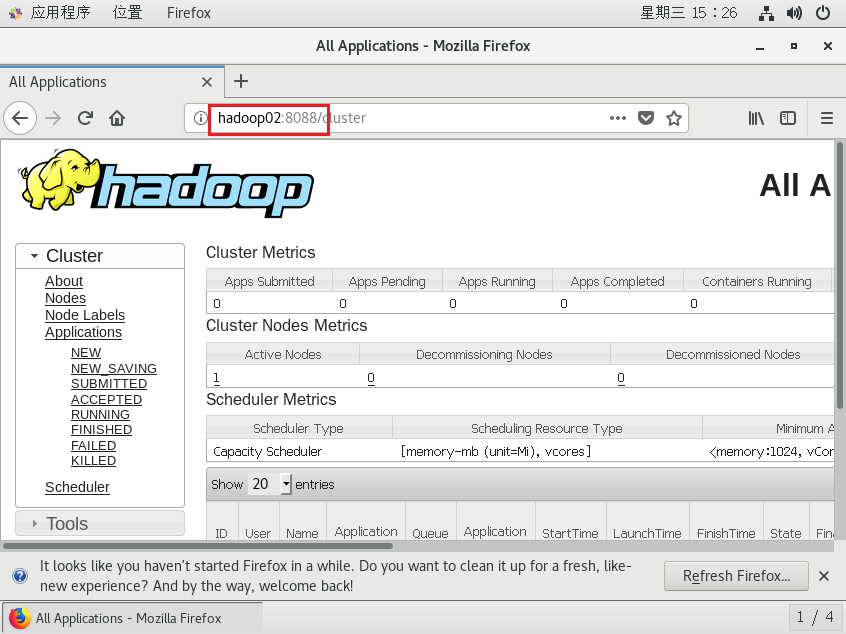 应用程序 位置 Firefox 星期三 15：26
All Applications - Mozilla Firefox
All Applications
hadoop02:8088/cluster
hadoop
All A
Cluster
About
Nodes
Node Labels
Applications
NEW
NEW_SAVING
SUBMITTED
ACCEPTED
RUNNING
FINISHED
FAILED
KILLED
Scheduler
Tools
Cluster Metrics
Apps Submitted Apps Pending Apps Running Apps Completed Containers Running
0 0 0 0 0
Cluster Nodes Metrics
Active Nodes Decommissioning Nodes Decommissioned Nodes
1 0 0
Scheduler Metrics
Scheduler Type Scheduling Resource Type Minimum A
Capacity Scheduler [memory-mb (unit=Mi), vcores] <memory:1024, vCor
Show 20 entries
ID User Name Application Queue Application StartTime LaunchTime FinishTime State Fina
It looks like you haven't started Firefox in a while. Do you want to clean it up for a fresh, like-
new experience? And by the way, welcome back!
Refresh Firefox...
All Applications - Mozilla Firefox
1 / 4